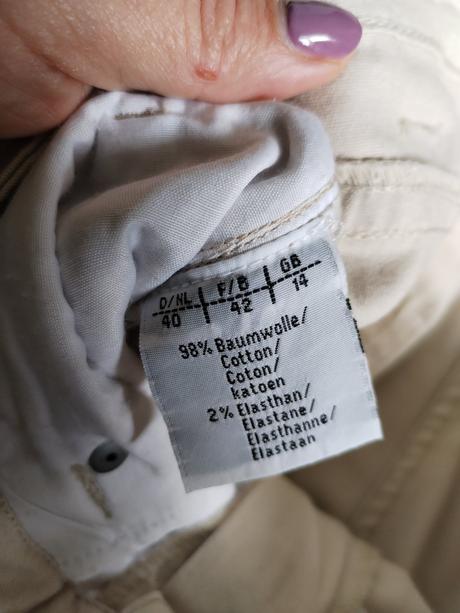 D/NL F/B GB
40 42 14
98% Baumwolle/
Cotton/
Coton/
katoen
2% Elasthan/
Elastane/
Elasthanne/
Elastaan